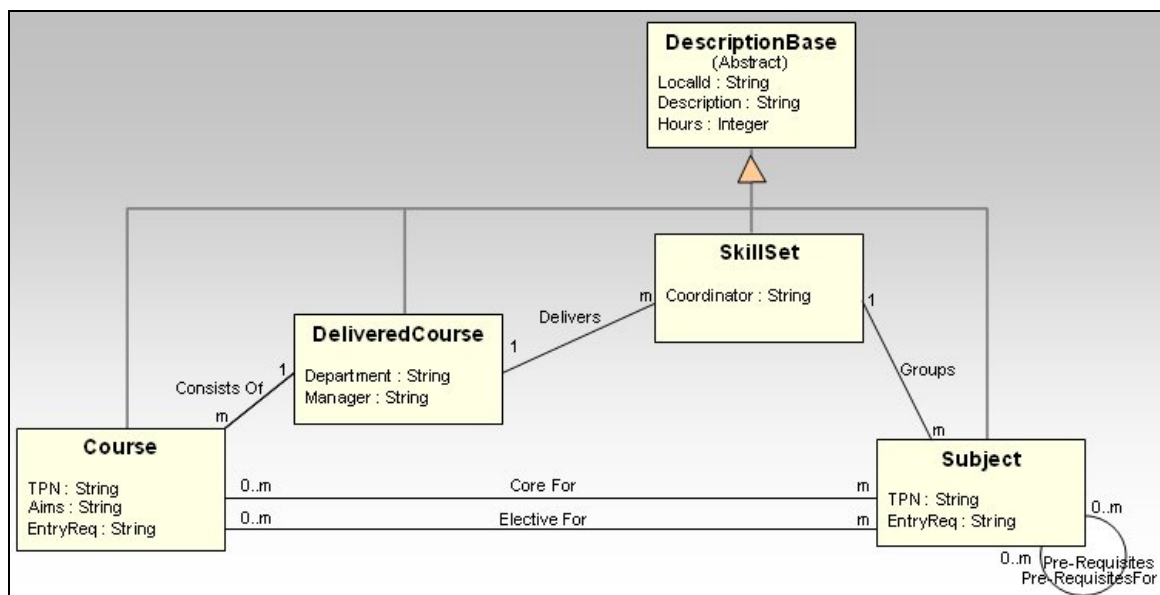 DescriptionBase
(Abstract)
LocalId : String
Description : String
Hours : Integer
SkillSet
Coordinator : String
m
1
Delivers
DeliveredCourse
Department : String
Manager : String
1
1
Groups
Consists Of
m
m
Course
TPN : String
Aims : String
EntryReq : String
Subject
TPN : String
EntryReq : String
0..m
Core For
m
0..m
Elective For
m
0..m
0..m
Pre-Requisites
Pre-RequisitesFor